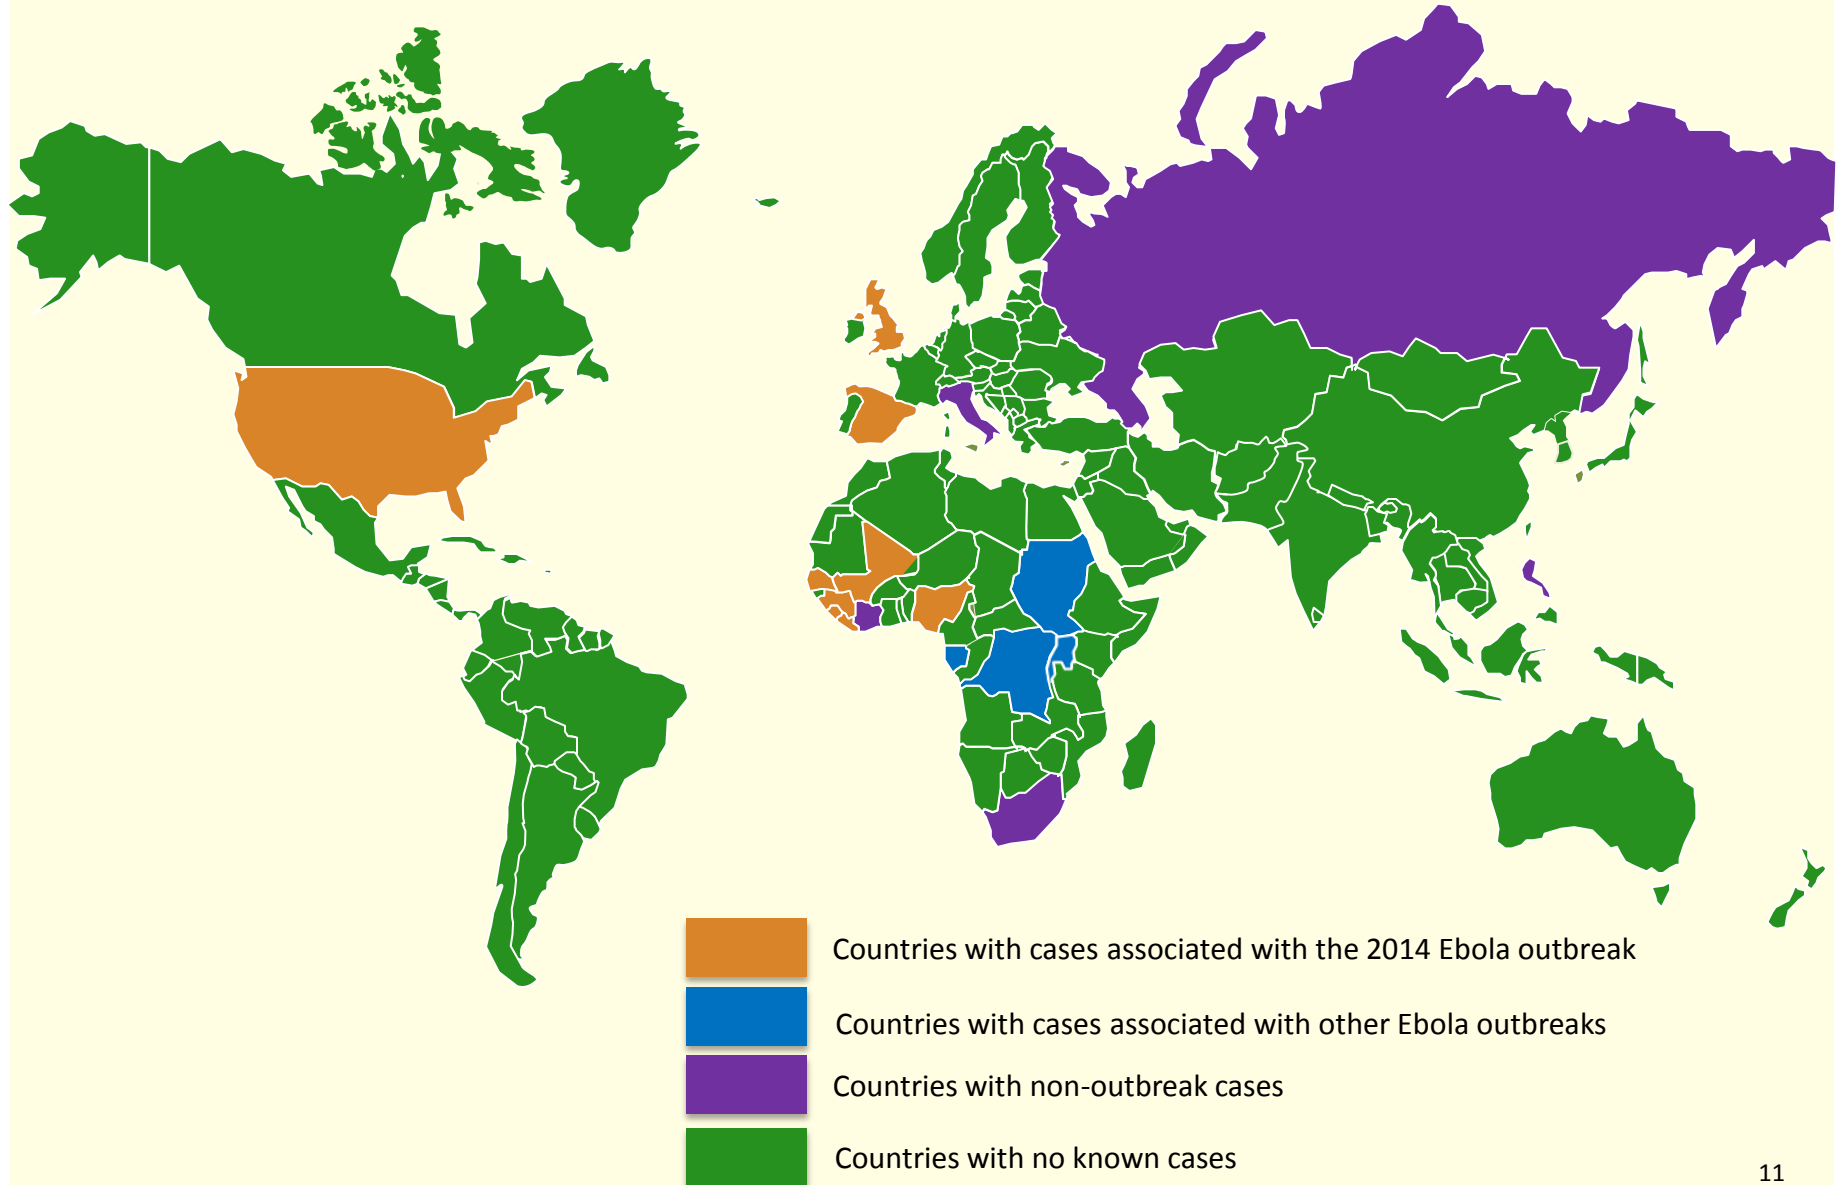 Countries with cases associated with the 2014 Ebola outbreak
Countries with cases associated with other Ebola outbreaks
Countries with non-outbreak cases
Countries with no known cases
11